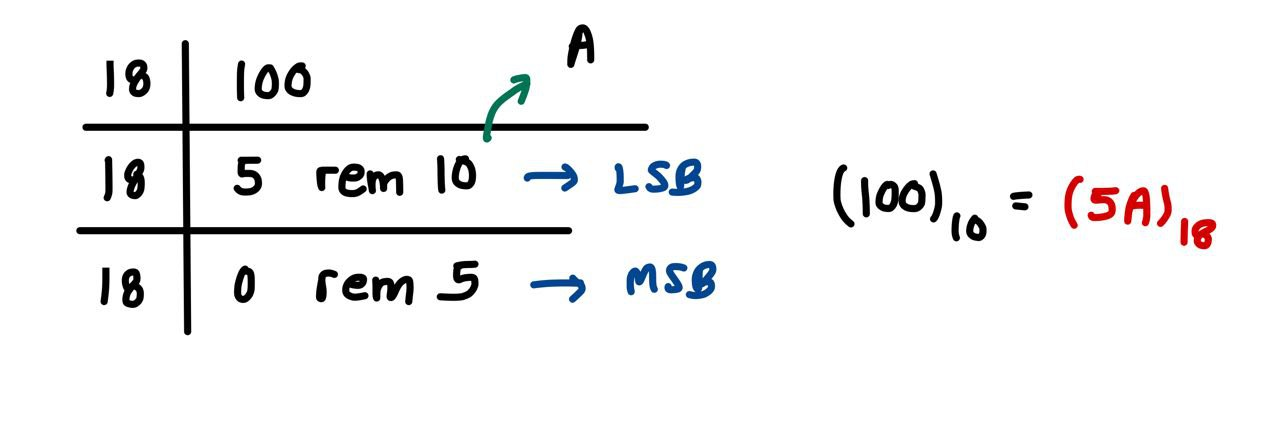 A
18 100
18 5 rem 10 → LSB
(100)₁₀ = (5A)₁₈
18 0 rem 5 → MSB